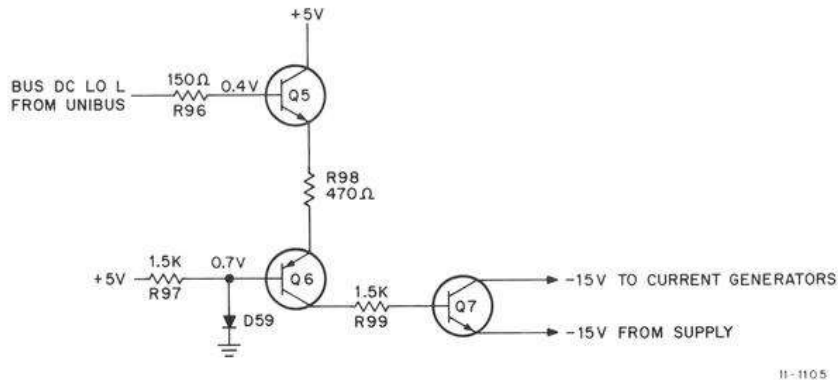 +5V
BUS DC LO L
FROM UNIBUS
150Ω
R96
0.4V
Q5
R98
470Ω
+5V
1.5K
R97
0.7V
Q6
D59
1.5K
R99
Q7
-15V TO CURRENT GENERATORS
-15V FROM SUPPLY
11-1105